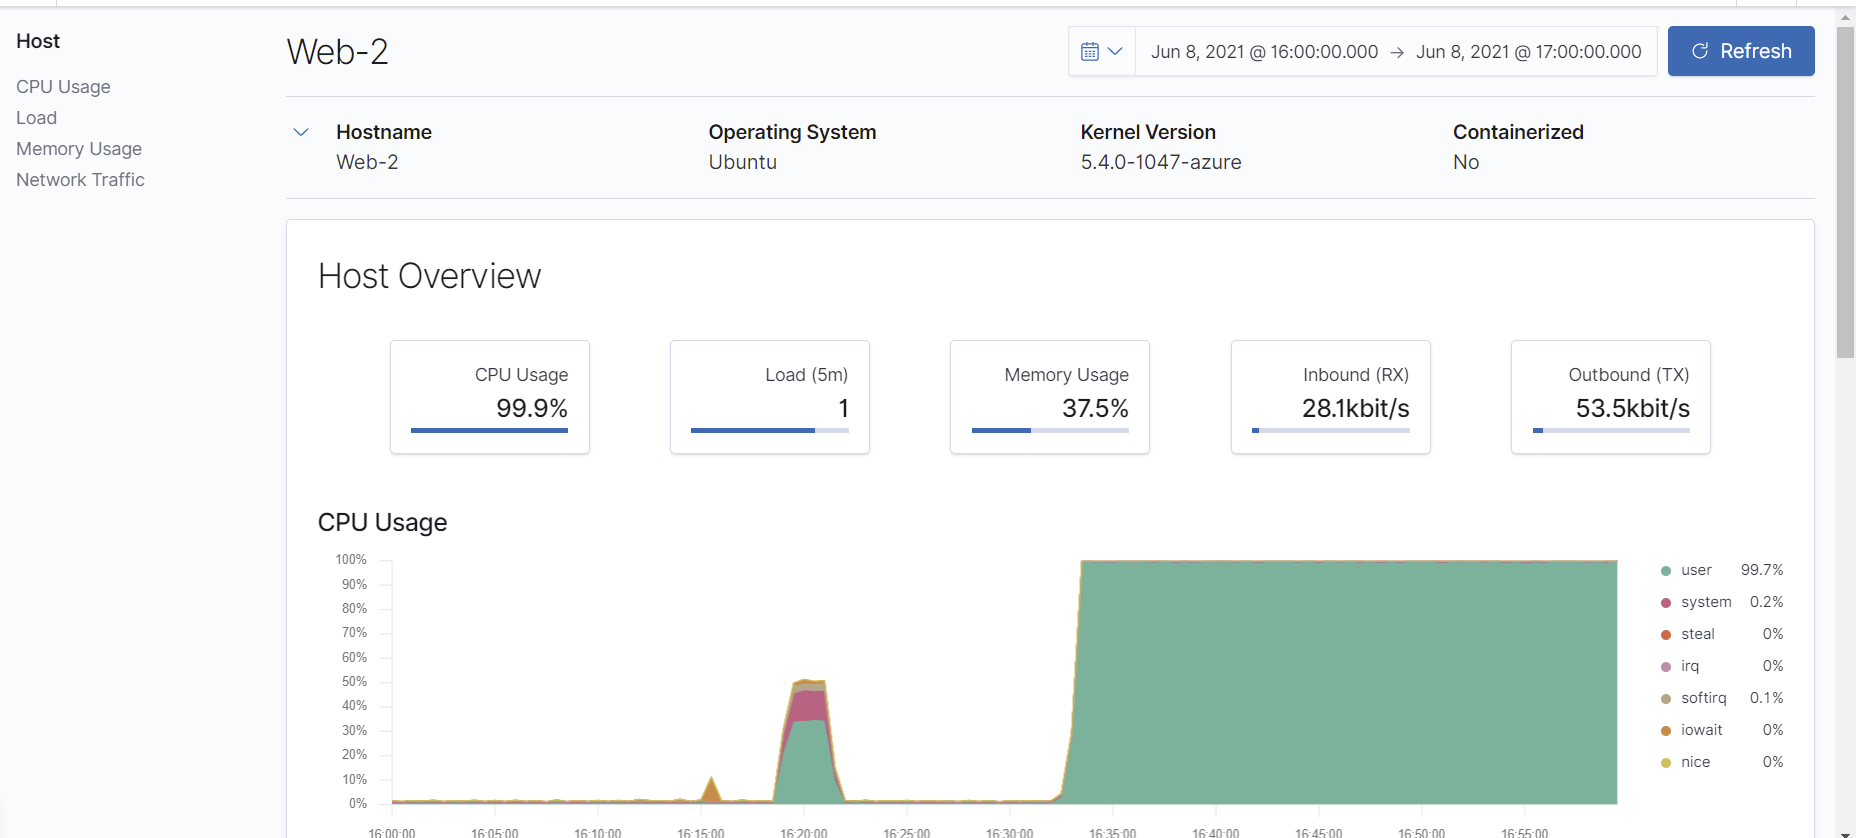 Host
CPU Usage
Load
Memory Usage
Network Traffic
Web-2
Jun 8, 2021 @ 16:00:00.000 → Jun 8, 2021 @ 17:00:00.000
Refresh
Hostname Operating System Kernel Version Containerized
Web-2 Ubuntu 5.4.0-1047-azure No
Host Overview
CPU Usage Load (5m) Memory Usage Inbound (RX) Outbound (TX)
99.9% 1 37.5% 28.1kbit/s 53.5kbit/s
CPU Usage
100%
90%
80%
70%
60%
50%
40%
30%
20%
10%
0%
16:00:00 16:05:00 16:10:00 16:15:00 16:20:00 16:25:00 16:30:00 16:35:00 16:40:00 16:45:00 16:50:00 16:55:00
user 99.7%
system 0.2%
steal 0%
irq 0%
softirq 0.1%
iowait 0%
nice 0%